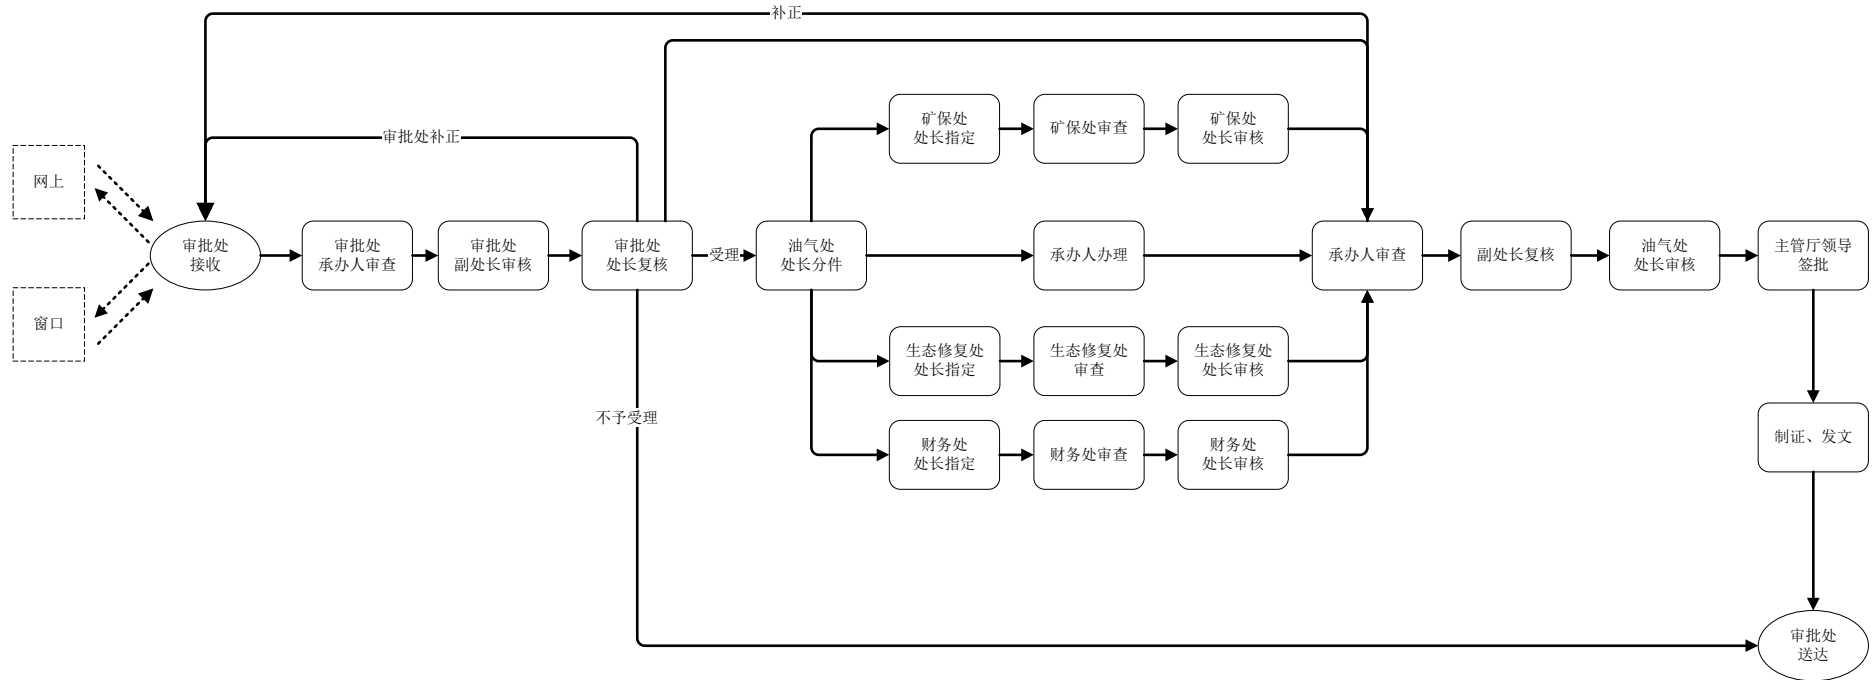 补正
审批处补正
网上
窗口
审批处
接收
审批处
承办人审查
审批处
副处长审核
审批处
处长复核
受理
不予受理
油气处
处长分件
矿保处
处长指定
矿保处审查
矿保处
处长审核
承办人办理
生态修复处
处长指定
生态修复处
审查
生态修复处
处长审核
财务处
处长指定
财务处审查
财务处
处长审核
承办人审查
副处长复核
油气处
处长审核
主管厅领导
签批
制证、发文
审批处
送达